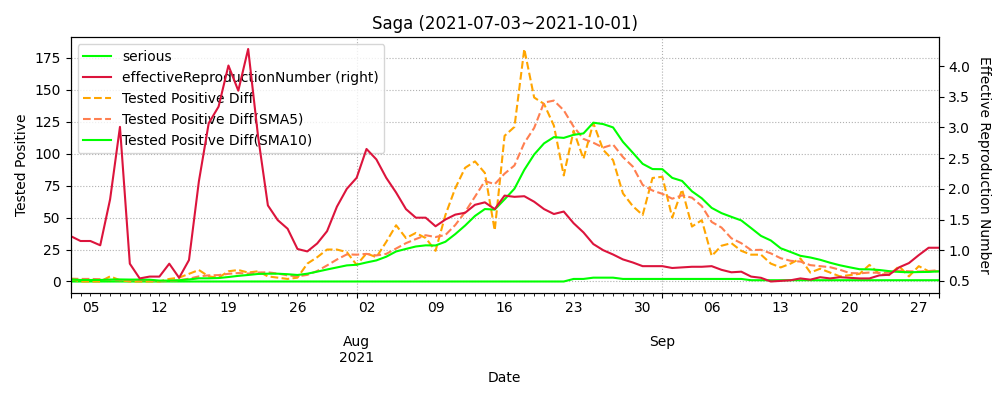 Saga (2021-07-03~2021-10-01)
serious
effectiveReproductionNumber (right)
Tested Positive Diff
Tested Positive Diff(SMA5)
Tested Positive Diff(SMA10)
Tested Positive
175
150
125
100
75
50
25
0
Effective Reproduction Number
4.0
3.5
3.0
2.5
2.0
1.5
1.0
0.5
05 12 19 26 02 09 16 23 30 06 13 20 27
Aug Sep
2021
Date